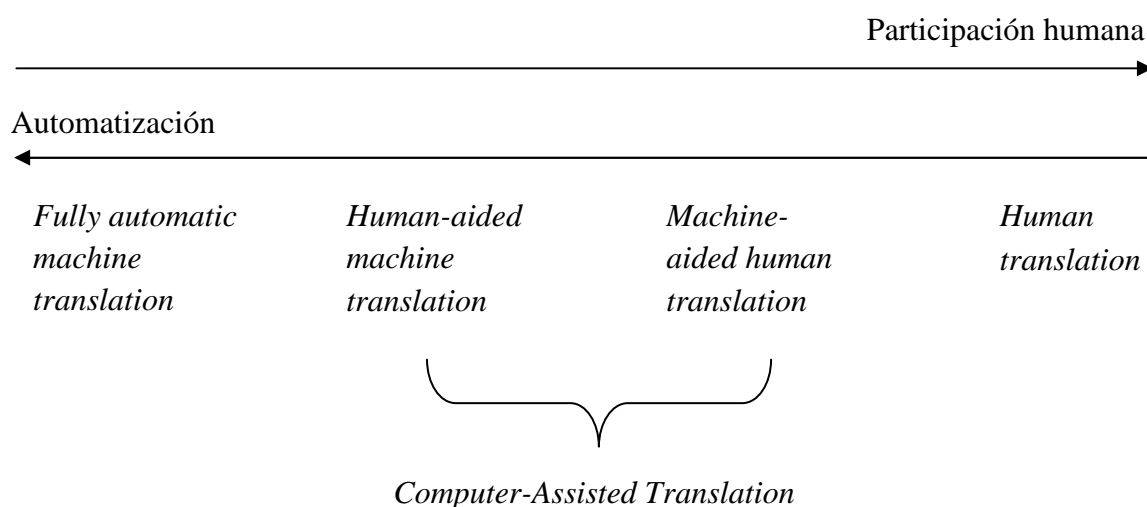 Participación humana
Automatización
Fully automatic
machine
translation
Human-aided
machine
translation
Machine-
aided human
translation
Human
translation
Computer-Assisted Translation